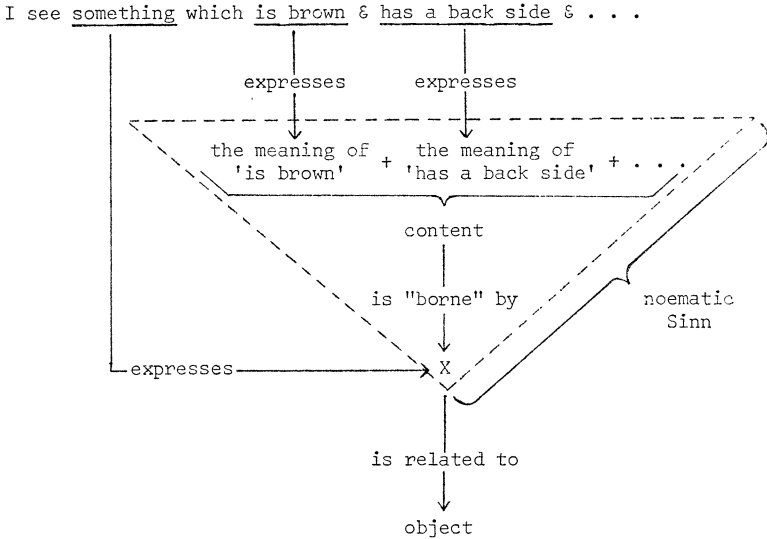 I see something which is brown & has a back side & . . .
expresses expresses
the meaning of + the meaning of + . . .
'is brown' 'has a back side'
content
is "borne" by
noematic
Sinn
expresses X
is related to
object